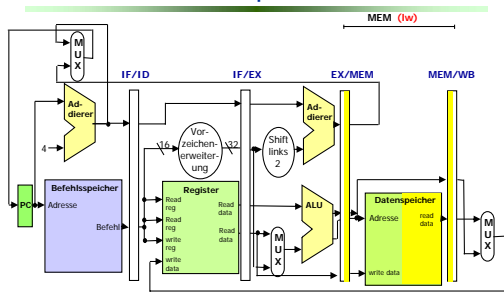 MEM (lw)
M
U
X
IF/ID
IF/EX
EX/MEM
MEM/WB
Ad-
dierer
4
16
Vor-
zeichen-
erweiter-
ung
32
Shift
links
2
Ad-
dierer
PC
Befehlsspeicher
Adresse
Befehl
Register
Read
reg
Read
reg
write
reg
write
data
Read
data
Read
data
M
U
X
ALU
Datenspeicher
Adresse
read
data
write data
M
U
X